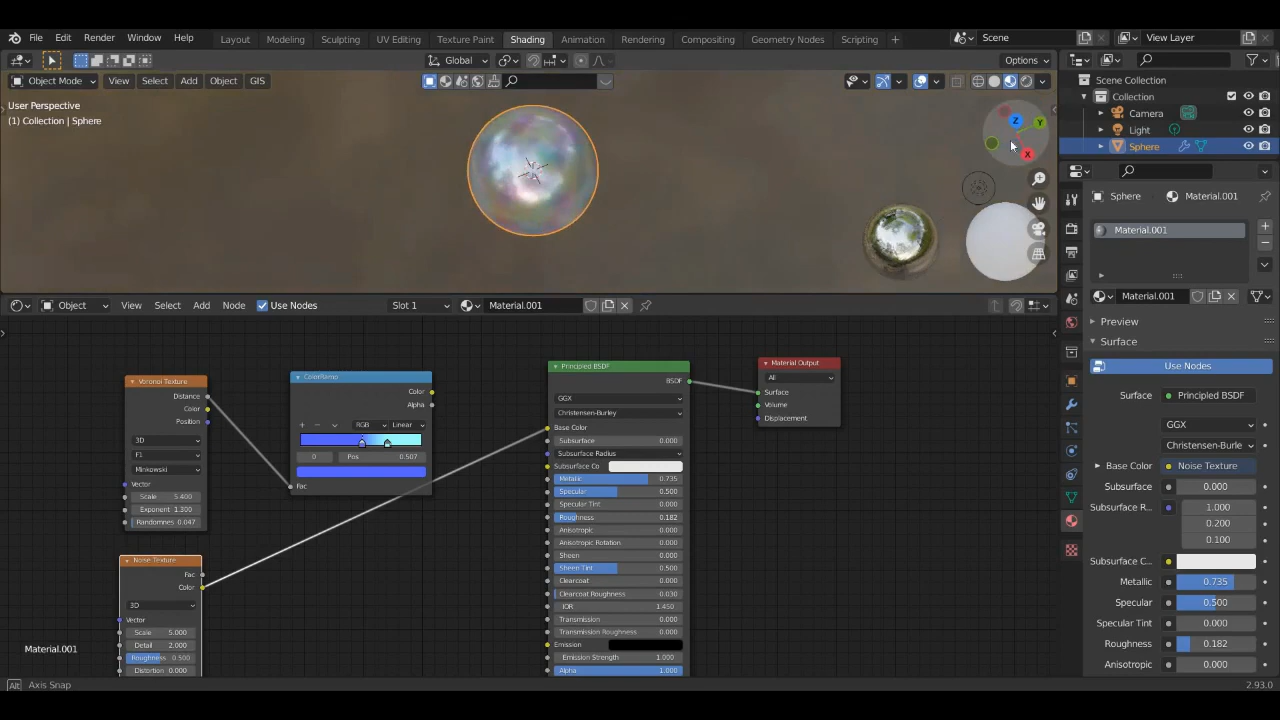 File Edit Render Window Help Layout Modeling Sculpting UV Editing Texture Paint Shading Animation Rendering Compositing Geometry Nodes Scripting + Scene View Layer
Global Options
Object Mode View Select Add Object GIS
User Perspective
(1) Collection | Sphere
Z Y X
Scene Collection
Collection
Camera
Light
Sphere
Sphere Material.001
Material.001
Object View Select Add Node Use Nodes Slot 1 Material.001
Material.001
Preview
Surface
Use Nodes
Surface Principled BSDF
GGX
Christensen-Burle
Base Color Noise Texture
Subsurface 0.000
Subsurface R... 1.000
0.200
0.100
Subsurface C...
Metallic 0.735
Specular 0.500
Specular Tint 0.000
Roughness 0.182
Anisotropic 0.000
Voronoi Texture
Distance
Color
Position
3D
F1
Minkowski
Vector
Scale 5.400
Exponent 1.300
Randomnes 0.047
ColorRamp
Color
Alpha
+ − RGB Linear
0 Pos 0.507
Fac
Noise Texture
Fac
Color
3D
Vector
Scale 5.000
Detail 2.000
Roughness 0.500
Distortion 0.000
Principled BSDF
BSDF
GGX
Christensen-Burley
Base Color
Subsurface 0.000
Subsurface Radius
Subsurface Co
Metallic 0.735
Specular 0.500
Specular Tint 0.000
Roughness 0.182
Anisotropic 0.000
Anisotropic Rotation 0.000
Sheen 0.000
Sheen Tint 0.500
Clearcoat 0.000
Clearcoat Roughness 0.030
IOR 1.450
Transmission 0.000
Transmission Roughness 0.000
Emission
Emission Strength 1.000
Alpha 1.000
Material Output
All
Surface
Volume
Displacement
Material.001
Alt Axis Snap 2.93.0